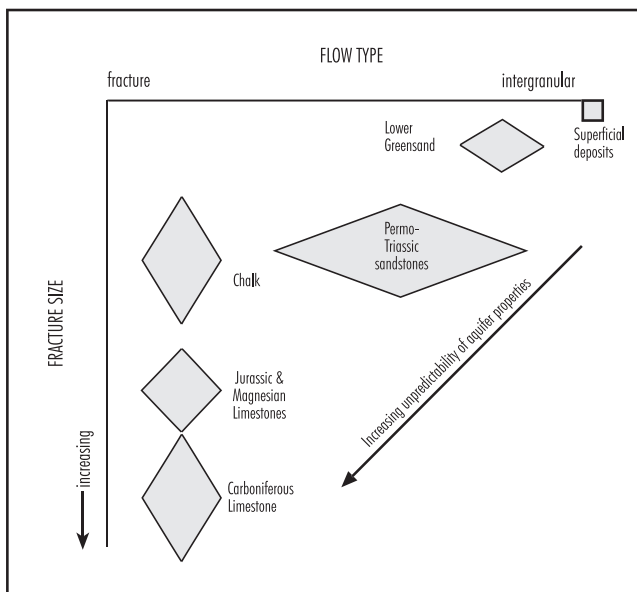 FLOW TYPE
fracture
intergranular
Lower
Greensand
Superficial
deposits
Permo-
Triassic
sandstones
Chalk
FRACTURE SIZE
Increasing unpredictability of aquifer properties
Jurassic &
Magnesian
Limestones
increasing
Carboniferous
Limestone